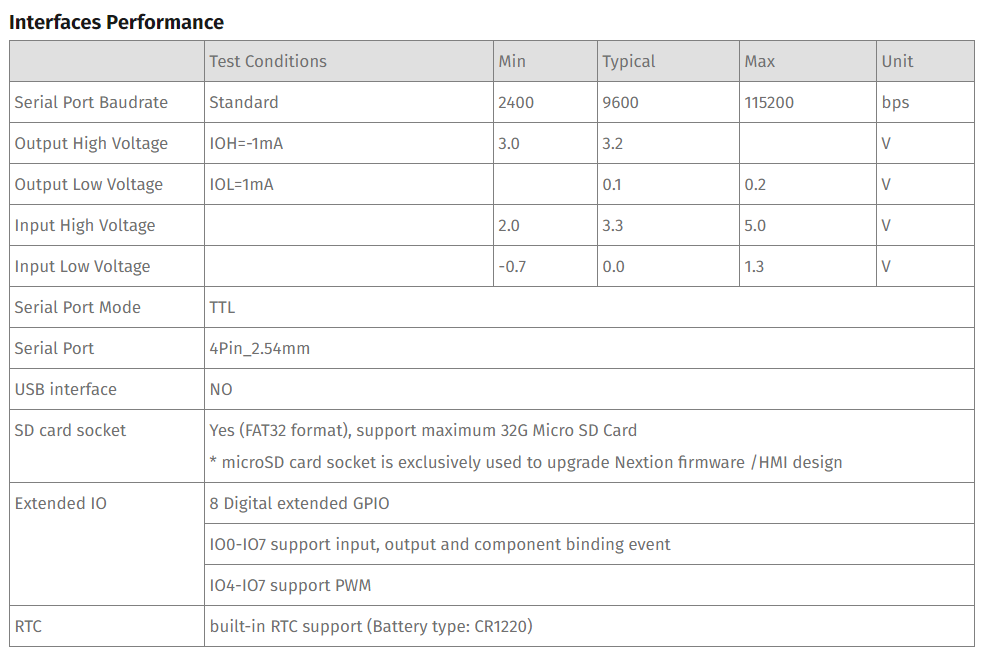 Interfaces Performance
Test Conditions Min Typical Max Unit
Serial Port Baudrate Standard 2400 9600 115200 bps
Output High Voltage IOH=-1mA 3.0 3.2 V
Output Low Voltage IOL=1mA 0.1 0.2 V
Input High Voltage 2.0 3.3 5.0 V
Input Low Voltage -0.7 0.0 1.3 V
Serial Port Mode TTL
Serial Port 4Pin_2.54mm
USB interface NO
SD card socket Yes (FAT32 format), support maximum 32G Micro SD Card
* microSD card socket is exclusively used to upgrade Nextion firmware /HMI design
Extended IO 8 Digital extended GPIO
IO0-IO7 support input, output and component binding event
IO4-IO7 support PWM
RTC built-in RTC support (Battery type: CR1220)